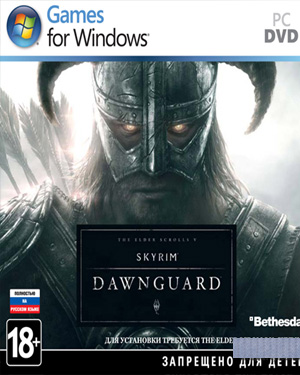 Games
for Windows®
PC
DVD
THE ELDER SCROLLS V
SKYRIM
DAWNGUARD
ПОЛНОСТЬЮ
НА
РУССКОМ ЯЗЫКЕ
Bethesda
ДЛЯ УСТАНОВКИ ТРЕБУЕТСЯ THE ELDE
18+
ЗАПРЕЩЕНО ДЛЯ ДЕТЕ